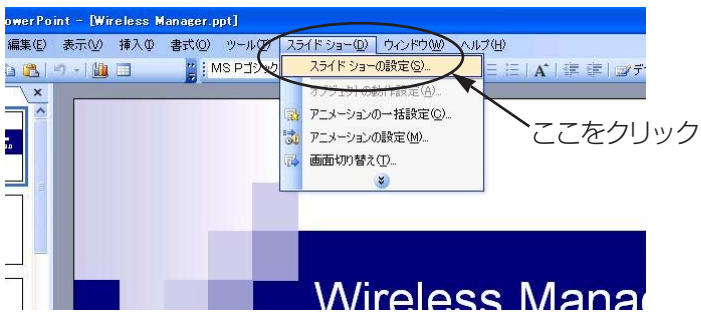 owerPoint - [Wireless Manager.ppt]
編集(E) 表示(V) 挿入(I) 書式(O) ツール(T) スライド ショー(D) ウィンドウ(W) ヘルプ(H)
MS Pゴシック
スライド ショーの設定(S)...
オブジェクトの動作設定(A)...
アニメーションの一括設定(C)...
アニメーションの設定(M)...
画面切り替え(T)...
ここをクリック
Wireless Mana